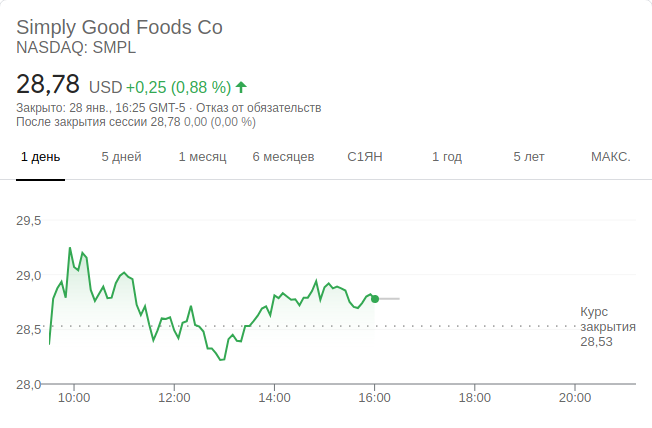 Simply Good Foods Co
NASDAQ: SMPL
28,78 USD +0,25 (0,88 %)
Закрыто: 28 янв., 16:25 GMT-5 · Отказ от обязательств
После закрытия сессии 28,78 0,00 (0,00 %)
1 день 5 дней 1 месяц 6 месяцев С1ЯН 1 год 5 лет МАКС.
29,5
29,0
28,5
28,0
Курс
закрытия
28,53
10:00 12:00 14:00 16:00 18:00 20:00